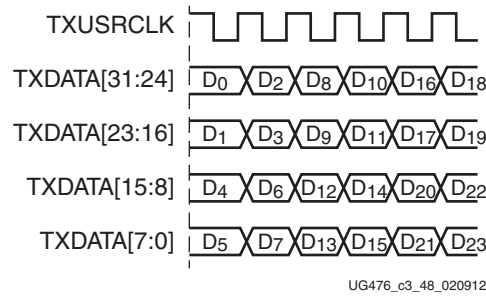 TXUSRCLK
TXDATA[31:24] D0 D2 D8 D10 D16 D18
TXDATA[23:16] D1 D3 D9 D11 D17 D19
TXDATA[15:8] D4 D6 D12 D14 D20 D22
TXDATA[7:0] D5 D7 D13 D15 D21 D23
UG476_c3_48_020912